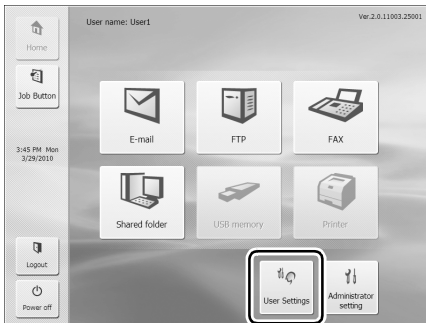 User name: User1
Ver.2.0.11003.25001
Home
Job Button
3:45 PM Mon
3/29/2010
E-mail
FTP
FAX
Shared folder
USB memory
Printer
Logout
Power off
User Settings
Administrator
setting